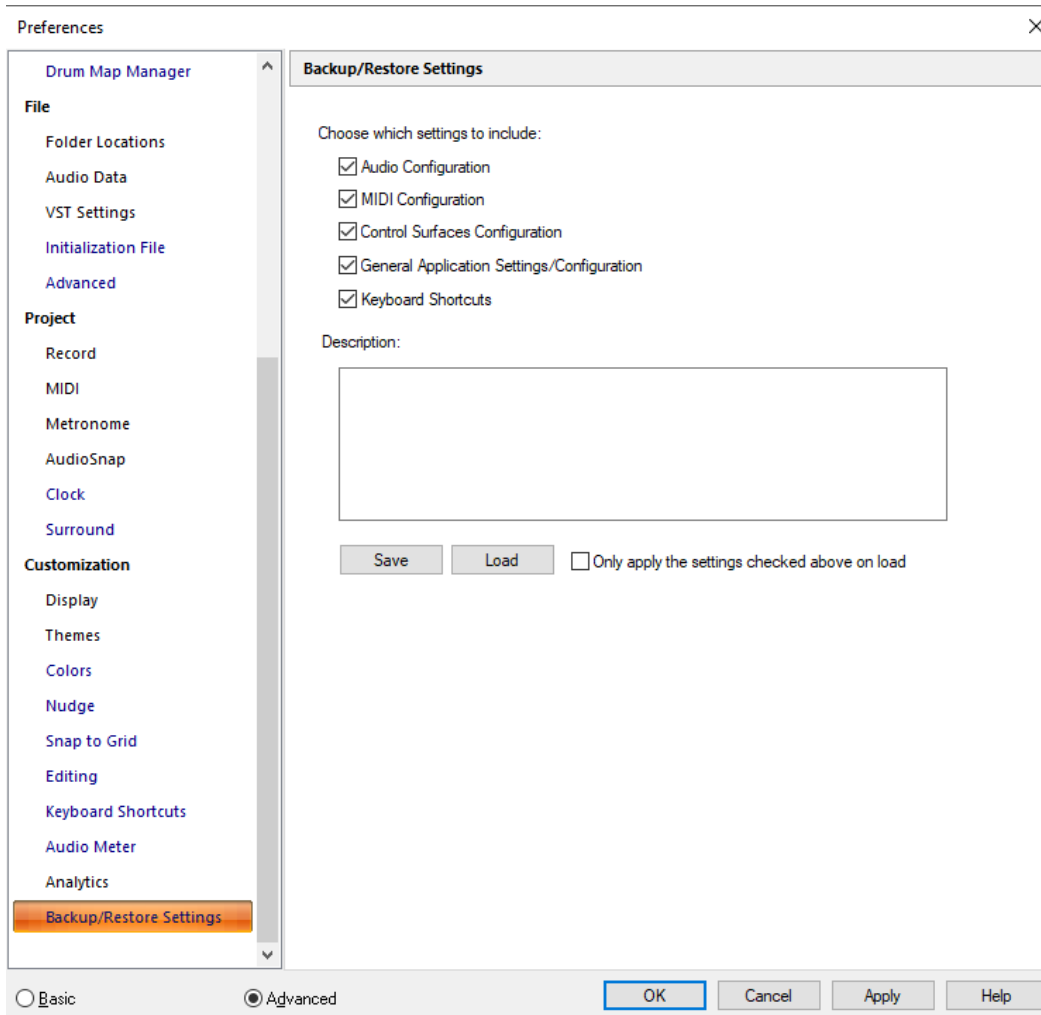 Preferences
Drum Map Manager
File
Folder Locations
Audio Data
VST Settings
Initialization File
Advanced
Project
Record
MIDI
Metronome
AudioSnap
Clock
Surround
Customization
Display
Themes
Colors
Nudge
Snap to Grid
Editing
Keyboard Shortcuts
Audio Meter
Analytics
Backup/Restore Settings
Backup/Restore Settings
Choose which settings to include:
Audio Configuration
MIDI Configuration
Control Surfaces Configuration
General Application Settings/Configuration
Keyboard Shortcuts
Description:
Save Load Only apply the settings checked above on load
Basic Advanced OK Cancel Apply Help